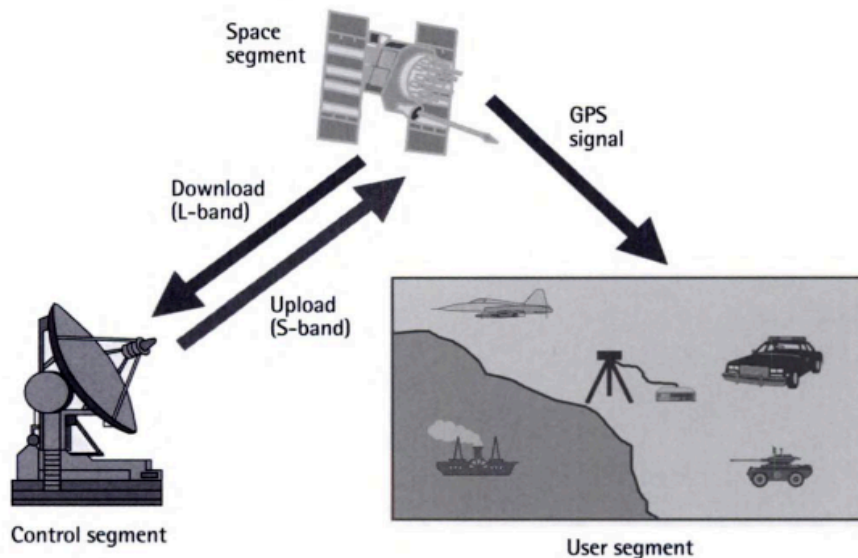 Space
segment
GPS
signal
Download
(L-band)
Upload
(S-band)
Control segment
User segment